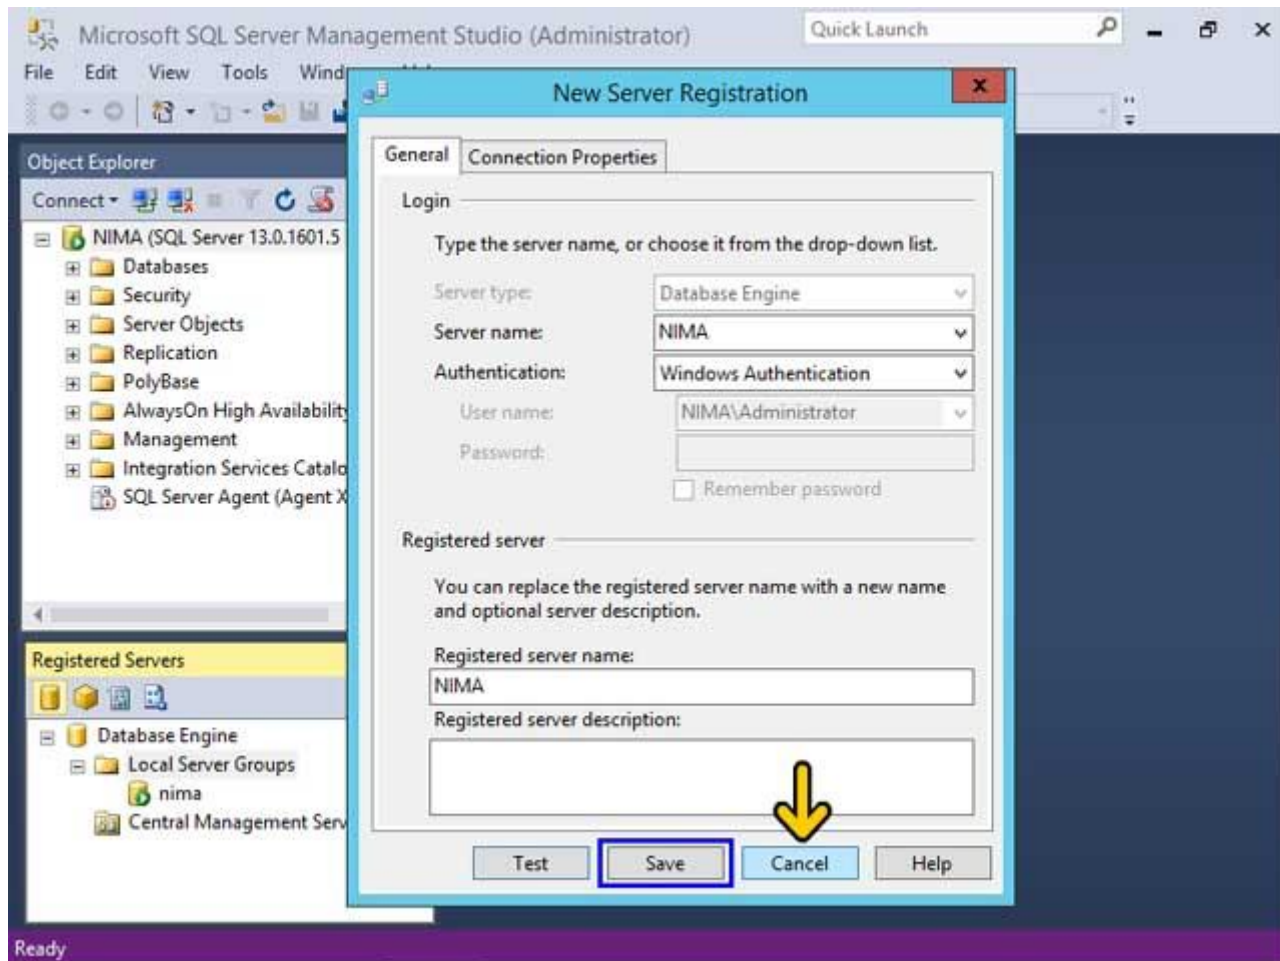 Microsoft SQL Server Management Studio (Administrator)
Quick Launch
File Edit View Tools
New Server Registration
Object Explorer
Connect
NIMA (SQL Server 13.0.1601.5
Databases
Security
Server Objects
Replication
PolyBase
AlwaysOn High Availability
Management
Integration Services Catalo
SQL Server Agent (Agent X
Registered Servers
Database Engine
Local Server Groups
nima
Central Management Serv
General Connection Properties
Login
Type the server name, or choose it from the drop-down list.
Server type: Database Engine
Server name: NIMA
Authentication: Windows Authentication
User name: NIMA\Administrator
Password:
Remember password
Registered server
You can replace the registered server name with a new name
and optional server description.
Registered server name:
NIMA
Registered server description:
Test Save Cancel Help
Ready